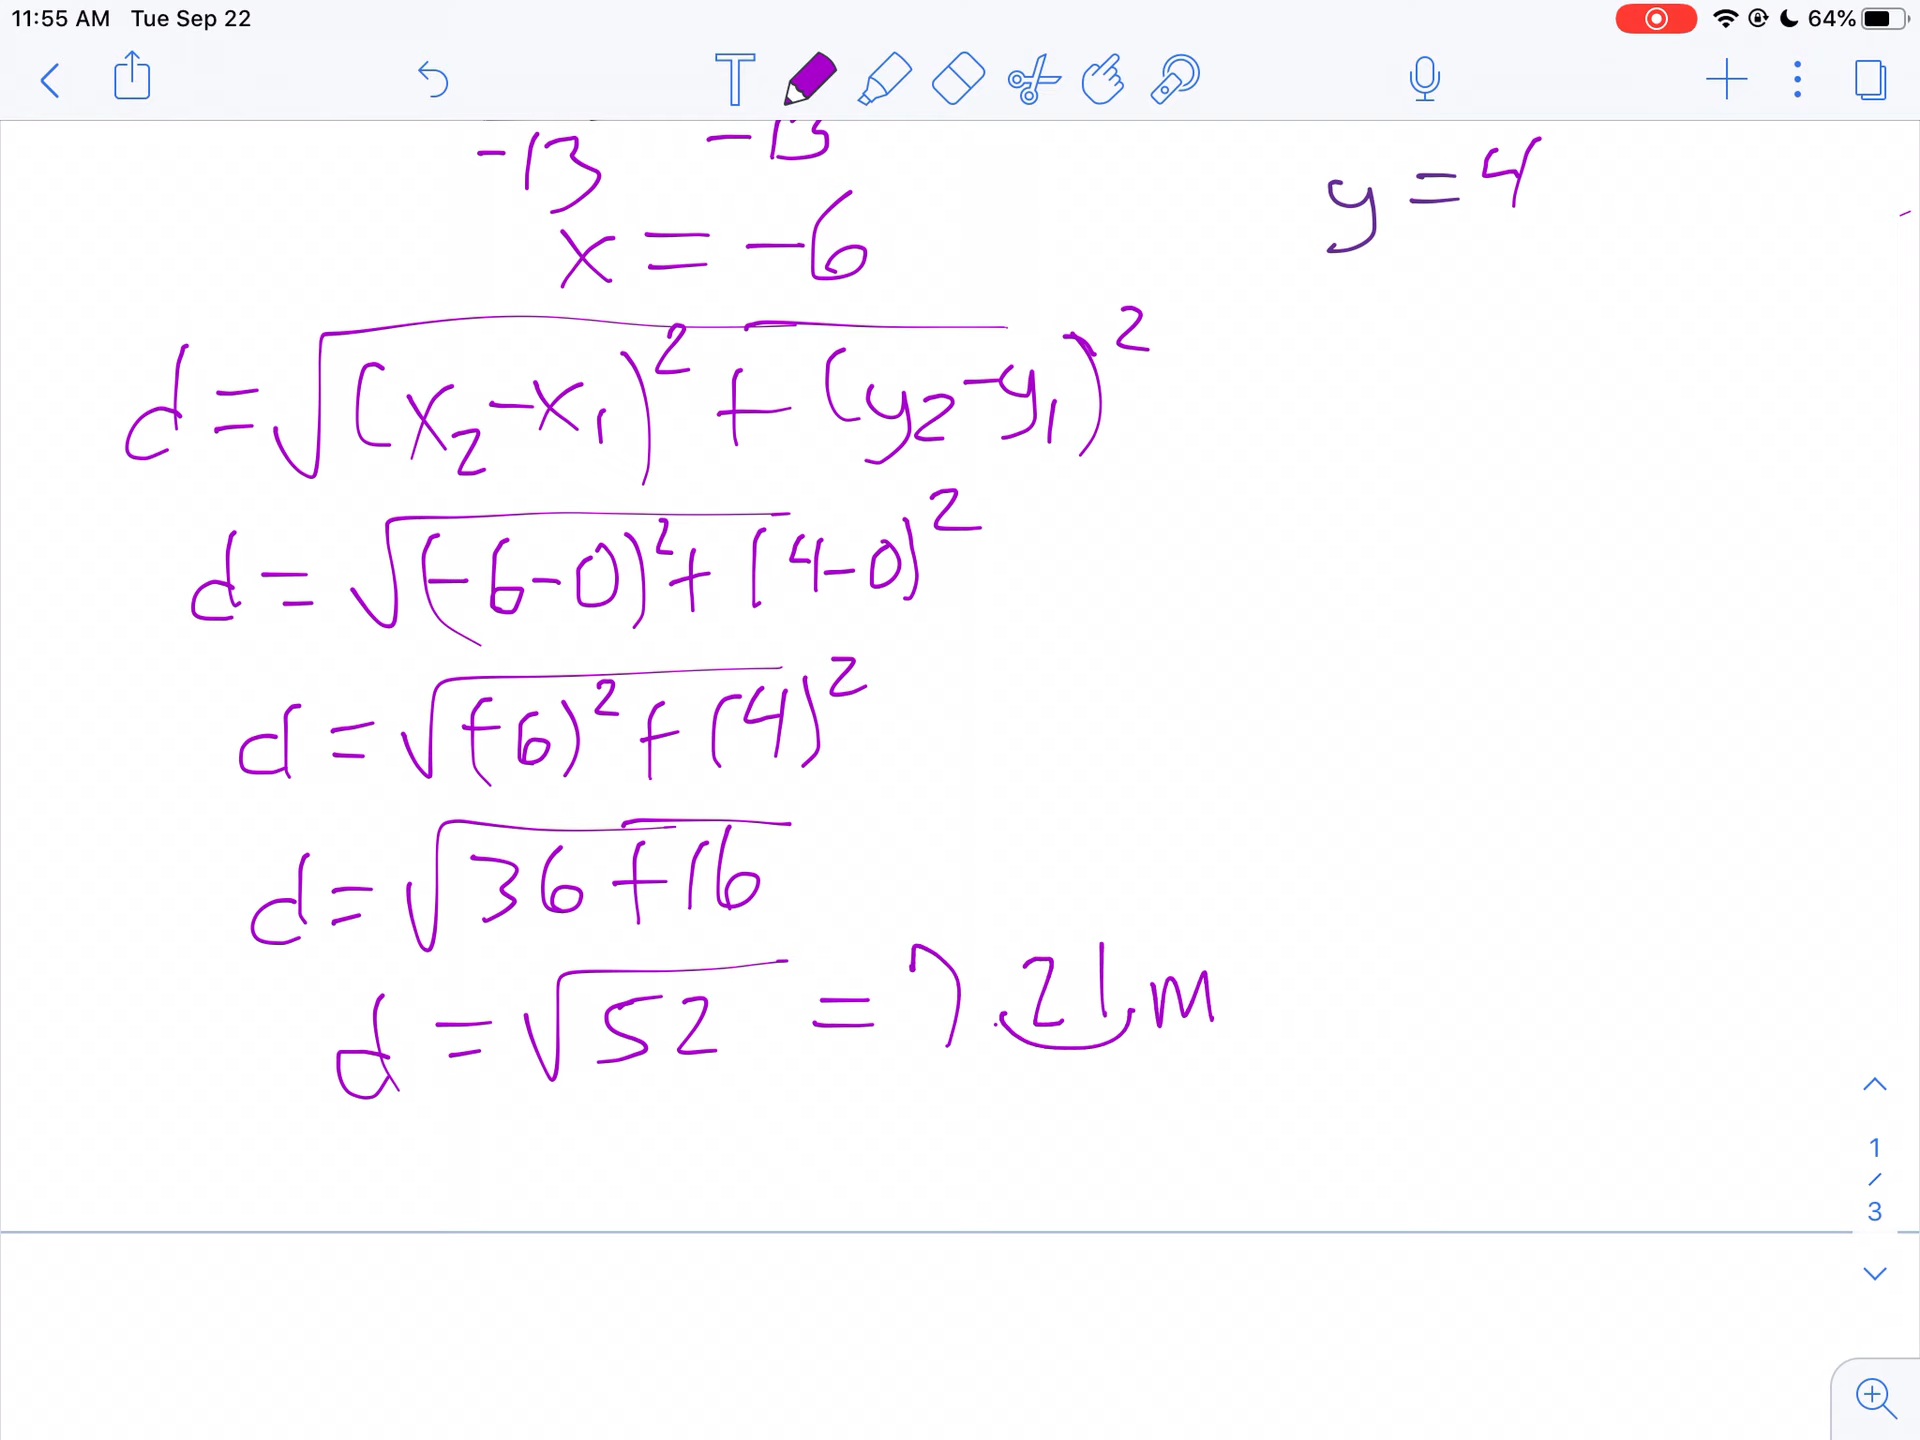 11:55 AM Tue Sep 22 64%
T
-13 -13
y = 4
x = -6
d = √(x₂-x₁)² + (y₂-y₁)²
d = √(-6-0)² + (4-0)²
d = √(-6)² + (4)²
d = √36 + 16
d = √52 = 7.21 m
1
/
3